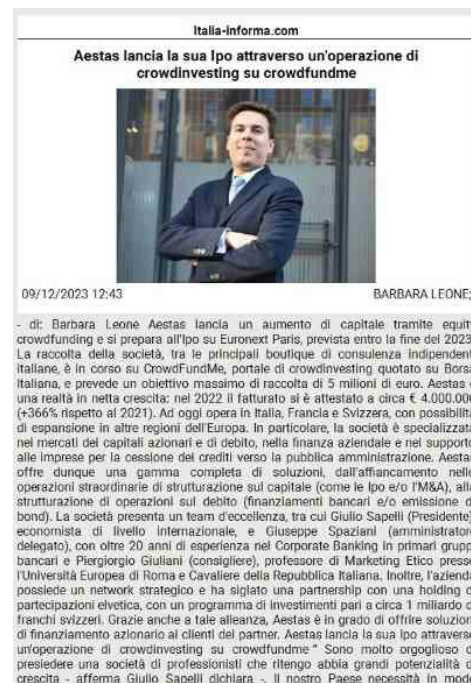 Italia-informa.com
Aestas lancia la sua Ipo attraverso un'operazione di
crowdinvesting su crowdfundme
09/12/2023 12:43 BARBARA LEONE;
- di: Barbara Leone Aestas lancia un aumento di capitale tramite equity
crowdfunding e si prepara all'Ipo su Euronext Paris, prevista entro la fine del 2023.
La raccolta della società, tra le principali boutique di consulenza indipendenti
italiane, è in corso su CrowdFundMe, portale di crowdinvesting quotato su Borsa
Italiana, e prevede un obiettivo massimo di raccolta di 5 milioni di euro. Aestas è
una realtà in netta crescita: nel 2022 il fatturato si è attestato a circa € 4.000.000
(+366% rispetto al 2021). Ad oggi opera in Italia, Francia e Svizzera, con possibilità
di espansione in altre regioni dell'Europa. In particolare, la società è specializzata
nei mercati dei capitali azionari e di debito, nella finanza aziendale e nel supporto
alle imprese per la cessione dei crediti verso la pubblica amministrazione. Aestas
offre dunque una gamma completa di soluzioni, dall'affiancamento nelle
operazioni straordinarie di strutturazione sul capitale (come le Ipo e/o l'M&A), alla
strutturazione di operazioni sul debito (finanziamenti bancari e/o emissione di
bond). La società presenta un team d'eccellenza, tra cui Giulio Sapelli (Presidente),
economista di livello internazionale, e Giuseppe Spaziani (amministratore
delegato), con oltre 20 anni di esperienza nel Corporate Banking in primari gruppi
bancari e Piergiorgio Giuliani (consigliere), professore di Marketing Etico presso
l'Università Europea di Roma e Cavaliere della Repubblica Italiana. Inoltre, l'azienda
possiede un network strategico e ha siglato una partnership con una holding di
partecipazioni elvetica, con un programma di investimenti pari a circa 1 miliardo di
franchi svizzeri. Grazie anche a tale alleanza, Aestas è in grado di offrire soluzioni
di finanziamento azionario ai clienti del partner. Aestas lancia la sua Ipo attraverso
un'operazione di crowdinvesting su crowdfundme " Sono molto orgoglioso di
presiedere una società di professionisti che ritengo abbia grandi potenzialità di
crescita - afferma Giulio Sapelli dichiara -. Il nostro Paese necessita in modo